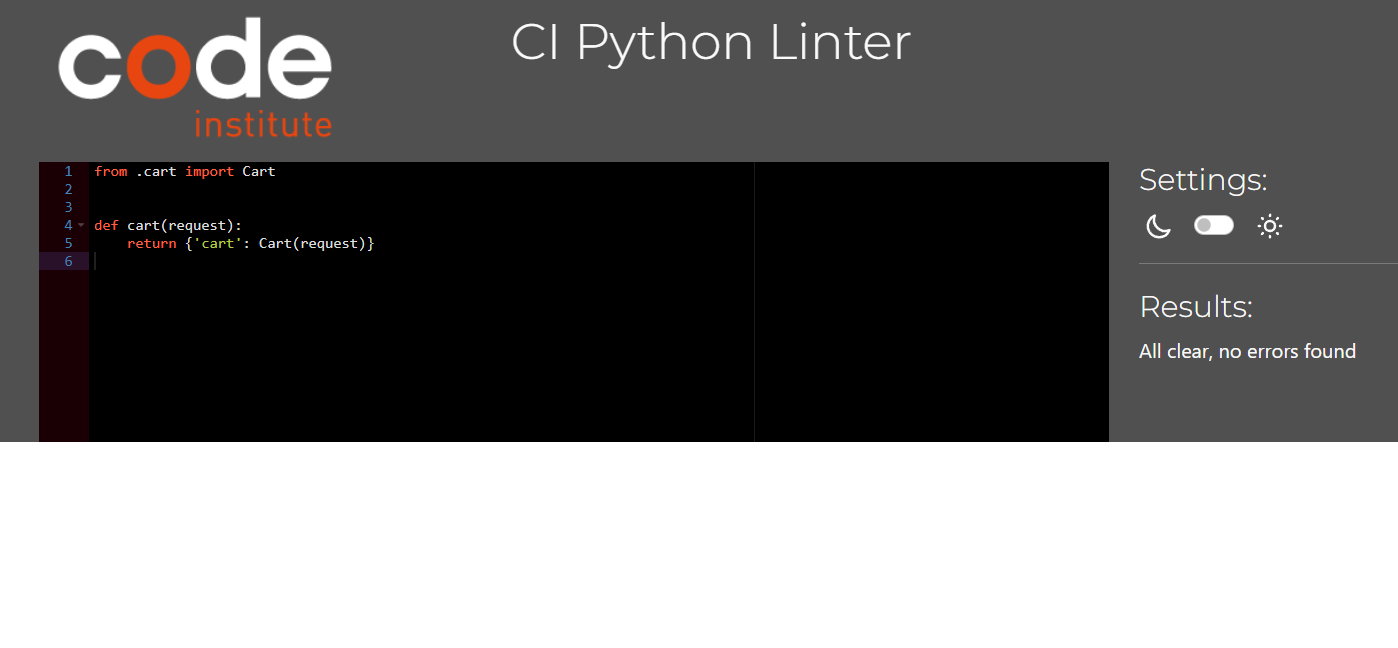 code
institute
CI Python Linter
1 from .cart import Cart
2
3
4 def cart(request):
5     return {'cart': Cart(request)}
6
Settings:
Results:
All clear, no errors found